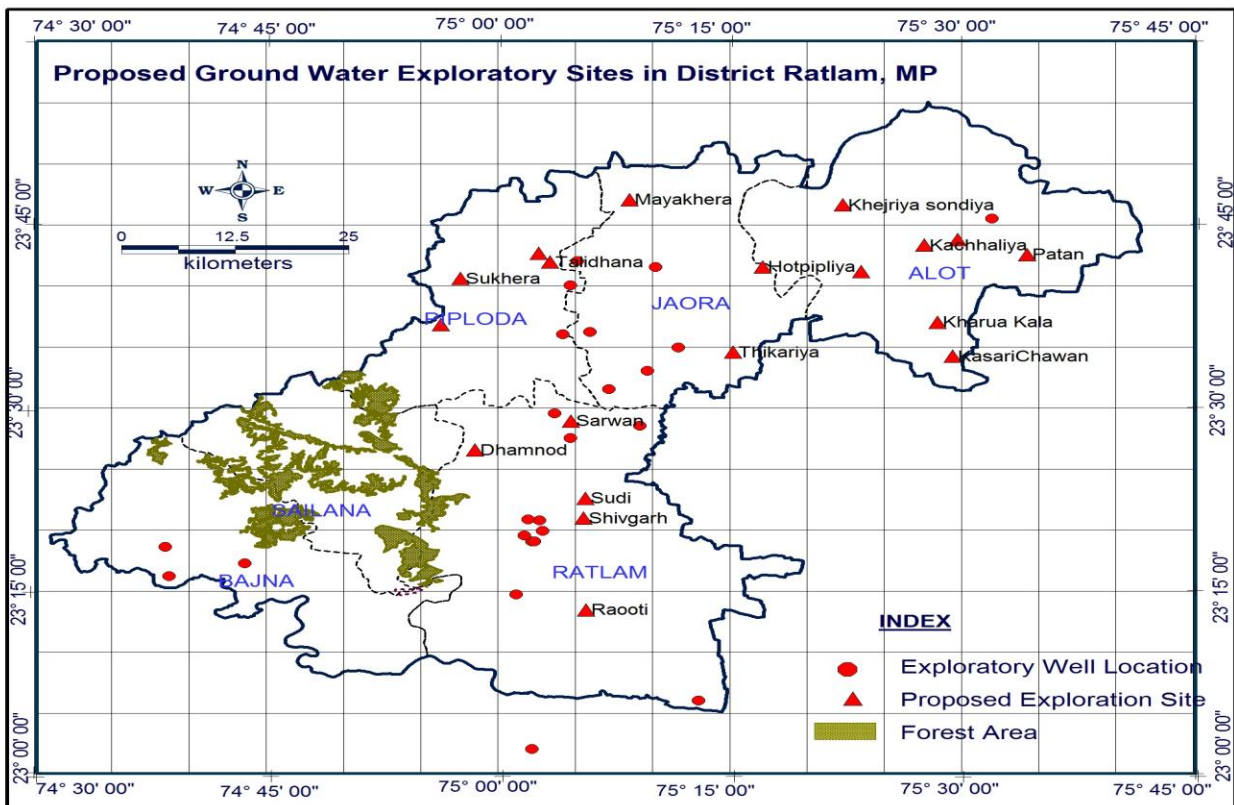 74° 30' 00" 74° 45' 00" 75° 00' 00" 75° 15' 00" 75° 30' 00" 75° 45' 00"
Proposed Ground Water Exploratory Sites in District Ratlam, MP
N
W E
S
0 12.5 25
kilometers
23° 45' 00"
23° 45' 00"
Mayakhera
Khejriya sondiya
Kachhaliya
Patan
Talidhana
Hotpipliya
ALOT
Sukhera
JAORA
PIPLODA
Kharua Kala
Thikariya
KasariChawan
23° 30' 00"
23° 30' 00"
Sarwan
Dhamnod
Sudi
BAILANA
Shivgarh
BAJNA
RATLAM
23° 15' 00"
23° 15' 00"
Raooti
INDEX
Exploratory Well Location
Proposed Exploration Site
Forest Area
23° 00' 00"
23° 00' 00"
74° 30' 00" 74° 45' 00" 75° 00' 00" 75° 15' 00" 75° 30' 00" 75° 45' 00"